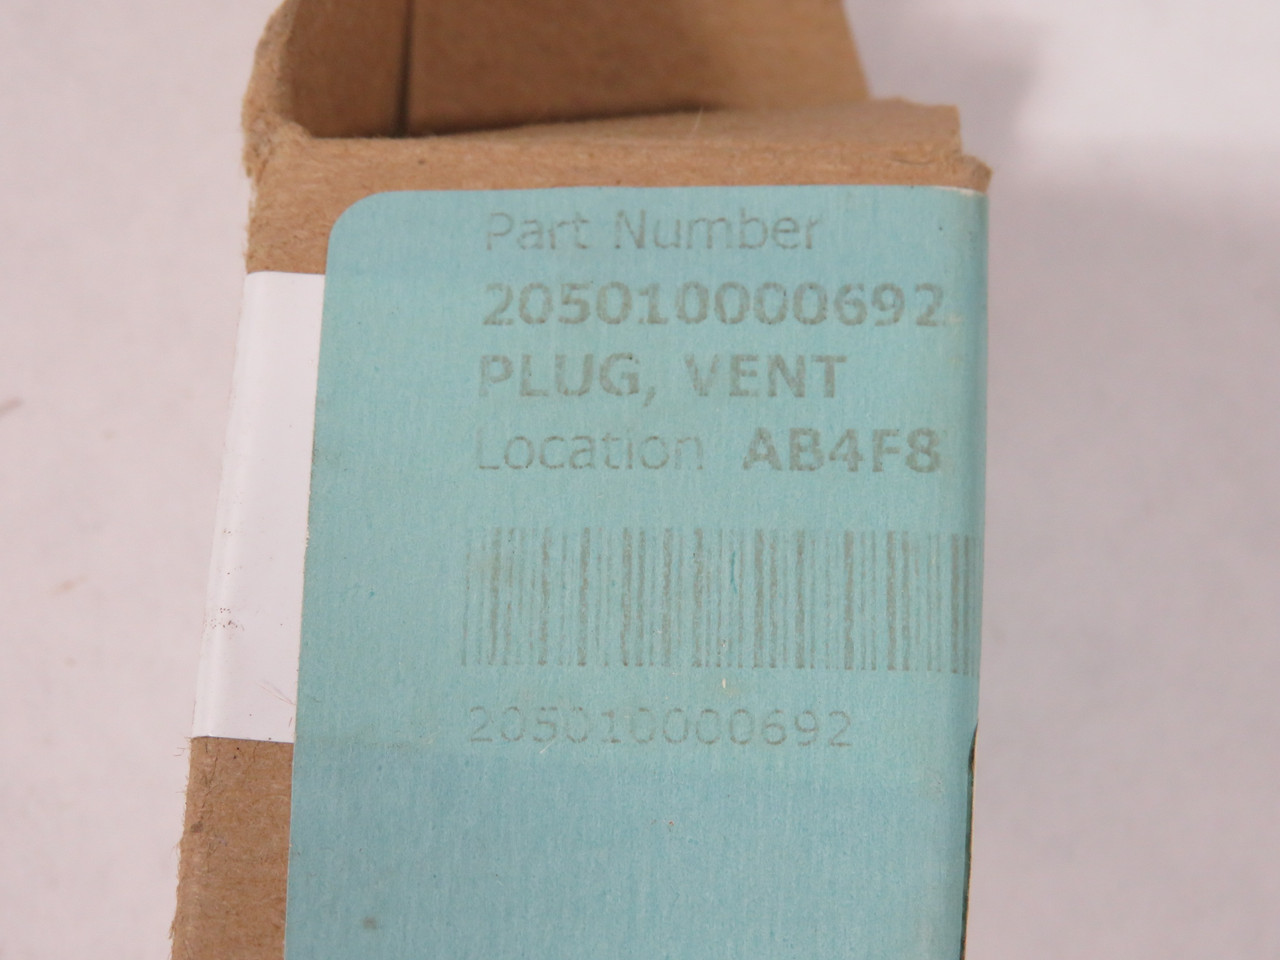 Part Number
205010000692
PLUG, VENT
Location AB4F8
205010000692